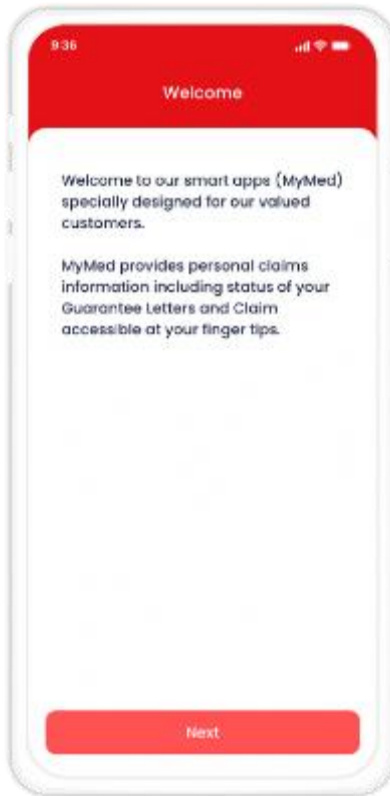 9:36
Welcome
Welcome to our smart apps (MyMed)
specially designed for our valued
customers.
MyMed provides personal claims
information including status of your
Guarantee Letters and Claim
accessible at your finger tips.
Next